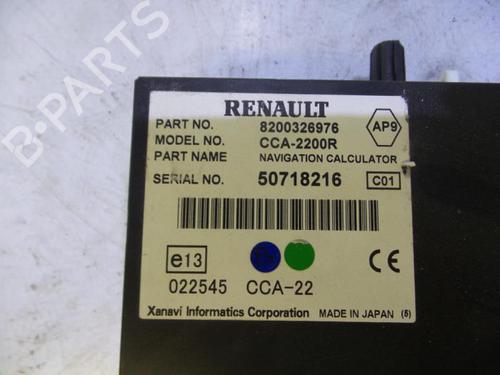 B-PARTS
RENAULT
PART NO. 8200326976 AP9
MODEL NO. CCA-2200R
PART NAME NAVIGATION CALCULATOR
SERIAL NO. 50718216 C01
e13 CE
022545 CCA-22
Xanavi Informatics Corporation MADE IN JAPAN (5)